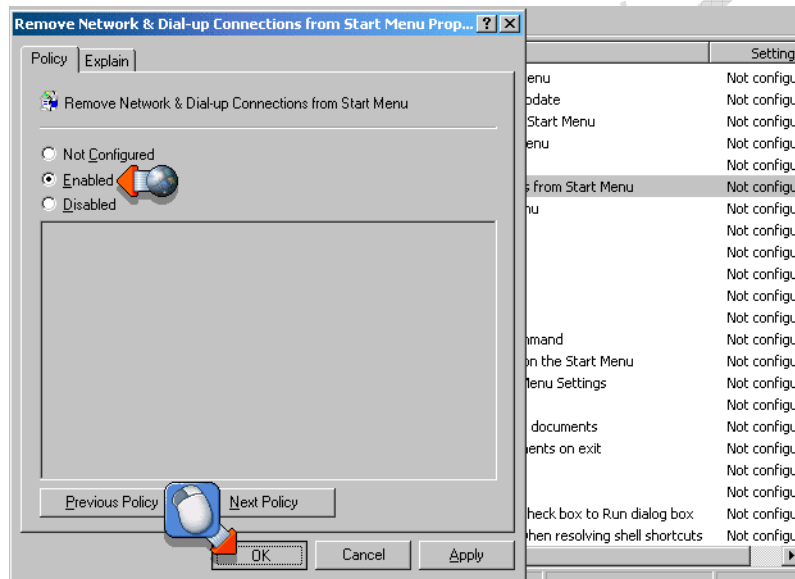 Remove Network & Dial-up Connections from Start Menu Prop...
Policy
Explain
Remove Network & Dial-up Connections from Start Menu
Not Configured
Enabled
Disabled
Previous Policy
Next Policy
OK
Cancel
Apply
Setting
enu Not configu
pdate Not configu
Start Menu Not configu
enu Not configu
Not configu
s from Start Menu Not configu
nu Not configu
Not configu
Not configu
Not configu
Not configu
Not configu
mmand Not configu
on the Start Menu Not configu
Menu Settings Not configu
Not configu
documents Not configu
ents on exit Not configu
Not configu
Not configu
heck box to Run dialog box Not configu
hen resolving shell shortcuts Not configu